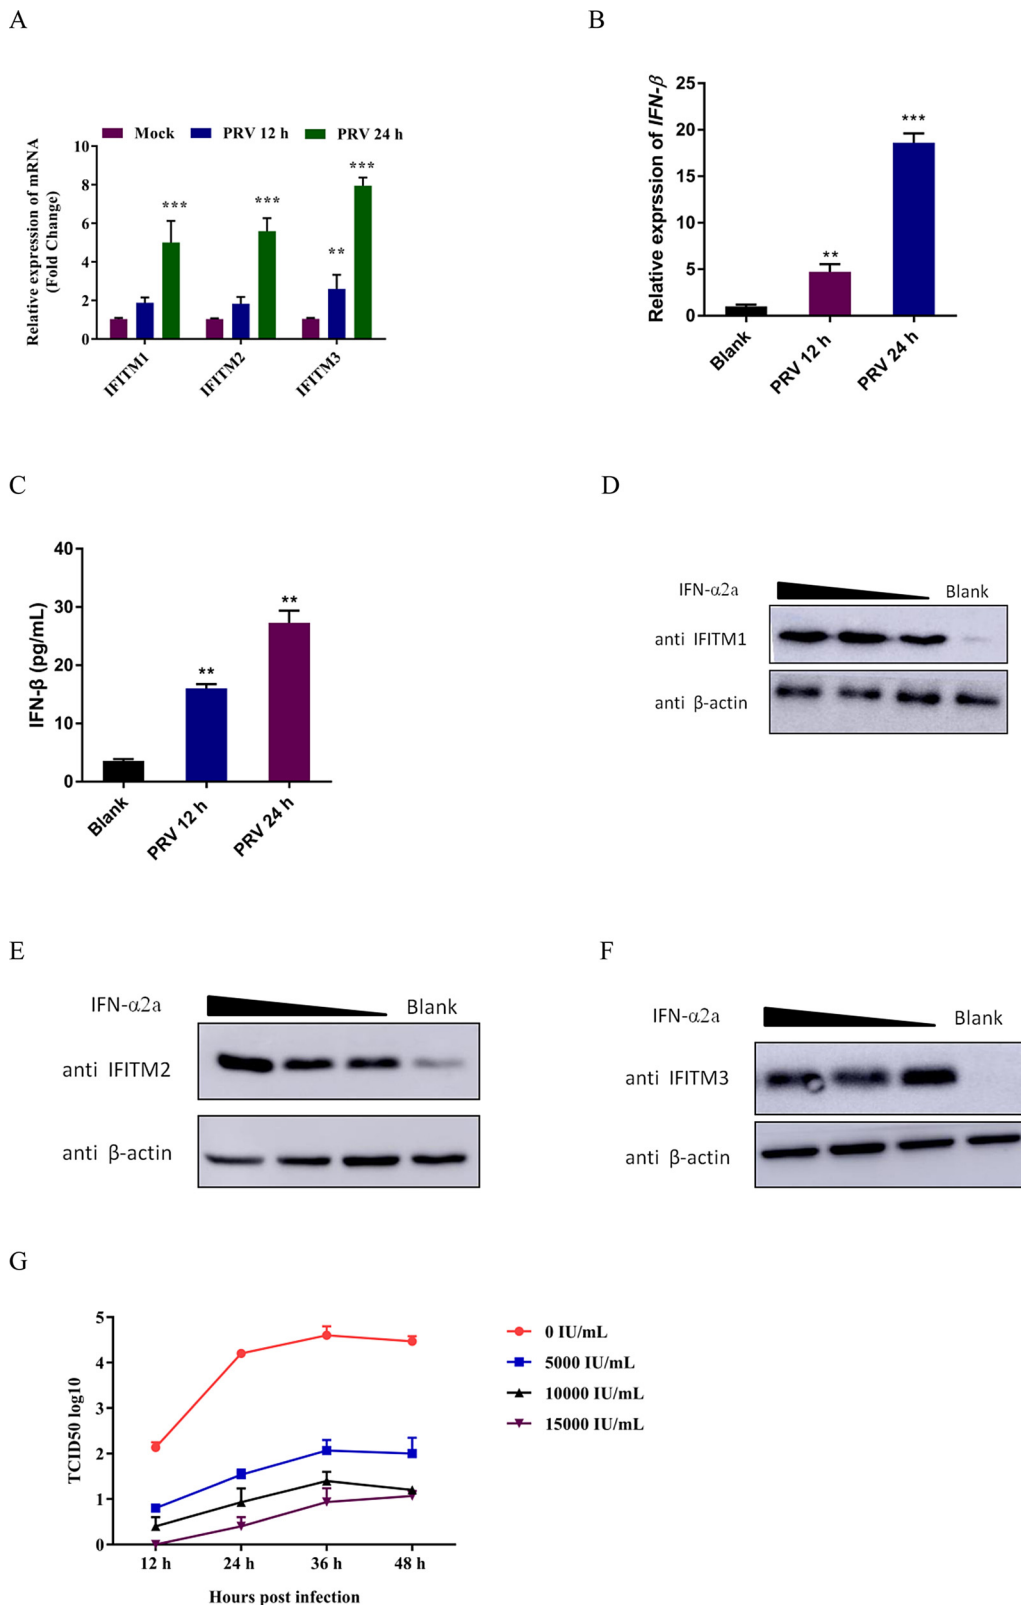 A
Mock PRV 12 h PRV 24 h
Relative expression of mRNA
(Fold Change)
10
8
6
4
2
0
***
***
**
***
IFITM1
IFITM2
IFITM3
B
Relative exprssion of IFN-β
25
20
15
10
5
0
**
***
Blank
PRV 12 h
PRV 24 h
C
IFN-β (pg/mL)
40
30
20
10
0
**
**
Blank
PRV 12 h
PRV 24 h
D
IFN-α2a Blank
anti IFITM1
anti β-actin
E
IFN-α2a Blank
anti IFITM2
anti β-actin
F
IFN-α2a Blank
anti IFITM3
anti β-actin
G
TCID50 log10
5
4
3
2
1
0
12 h 24 h 36 h 48 h
Hours post infection
0 IU/mL
5000 IU/mL
10000 IU/mL
15000 IU/mL